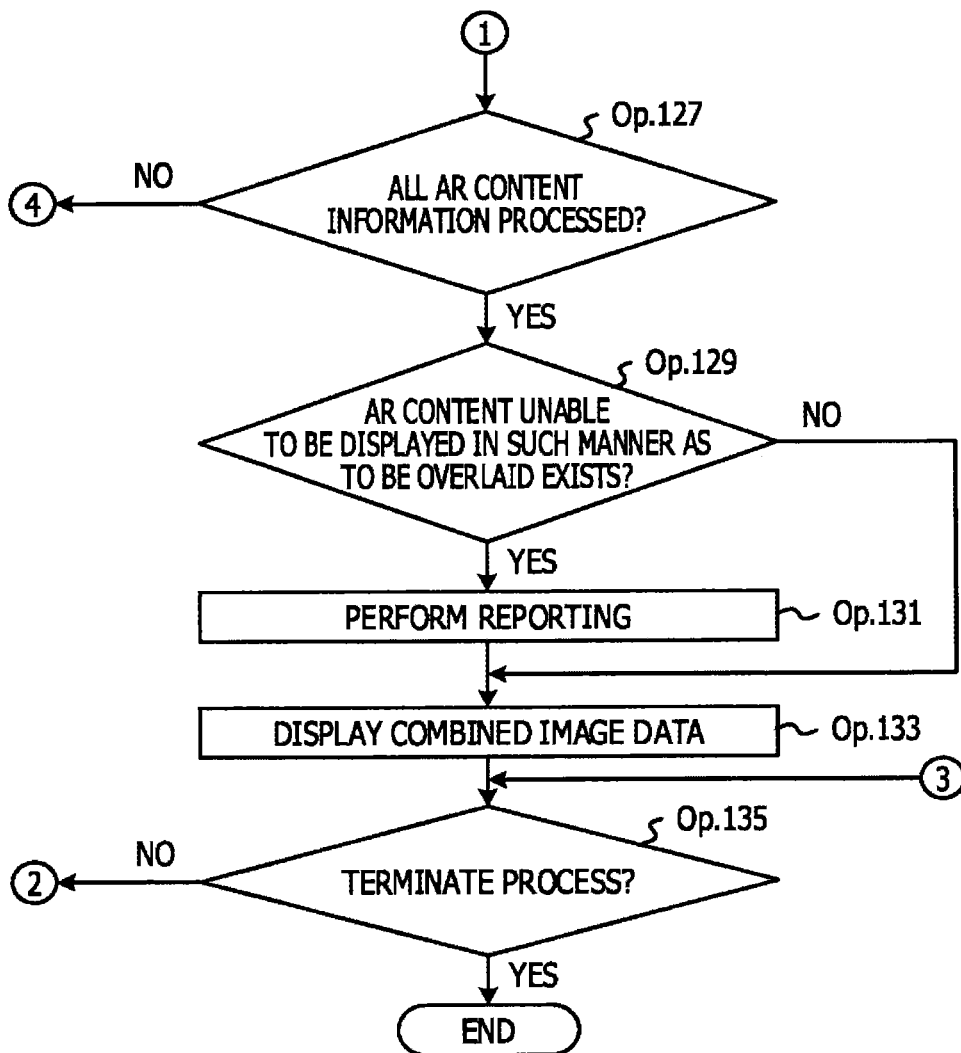 1
Op.127
NO
ALL AR CONTENT
INFORMATION PROCESSED?
4
YES
Op.129
AR CONTENT UNABLE
TO BE DISPLAYED IN SUCH MANNER AS
TO BE OVERLAID EXISTS?
NO
YES
PERFORM REPORTING
Op.131
DISPLAY COMBINED IMAGE DATA
Op.133
3
Op.135
NO
TERMINATE PROCESS?
2
YES
END